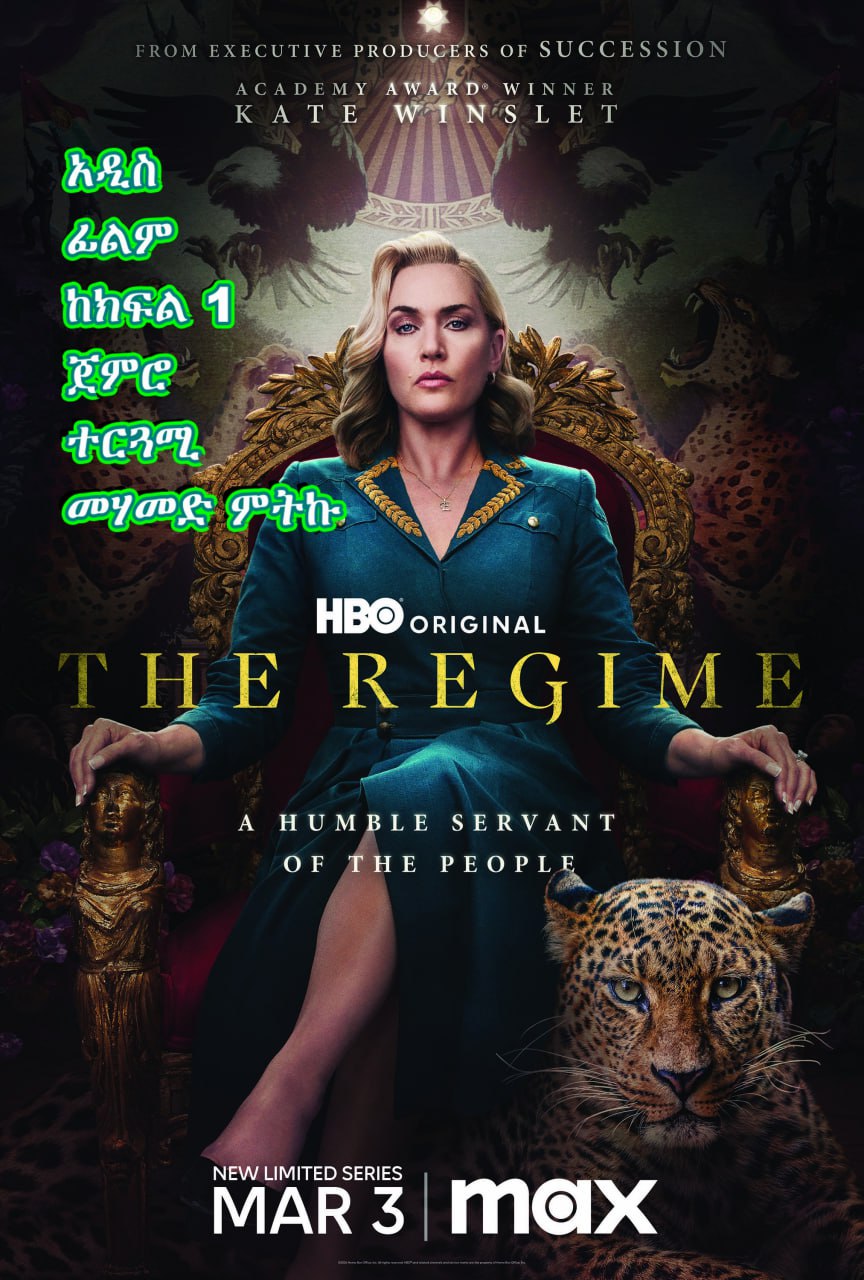 FROM EXECUTIVE PRODUCERS OF SUCCESSION
ACADEMY AWARD® WINNER
KATE WINSLET
አዲስ
ፊልም
ከክፍል 1
ጀምሮ
ተርጓሚ
መሃመድ ምትኩ
HBO® ORIGINAL
THE REGIME
A HUMBLE SERVANT
OF THE PEOPLE
NEW LIMITED SERIES
MAR 3
max